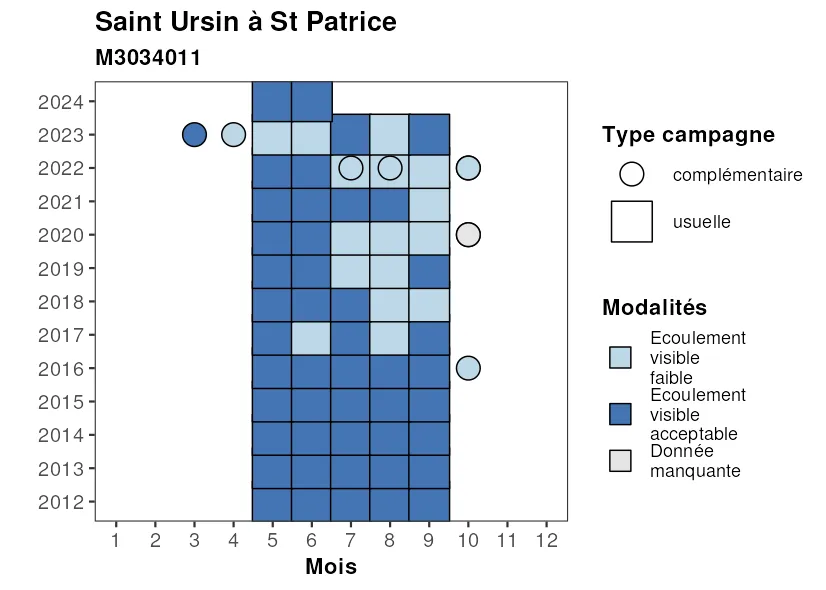 Saint Ursin à St Patrice
M3034011
2024
2023
2022
2021
2020
2019
2018
2017
2016
2015
2014
2013
2012
1 2 3 4 5 6 7 8 9 10 11 12
Mois
Type campagne
complémentaire
usuelle
Modalités
Ecoulement
visible
faible
Ecoulement
visible
acceptable
Donnée
manquante